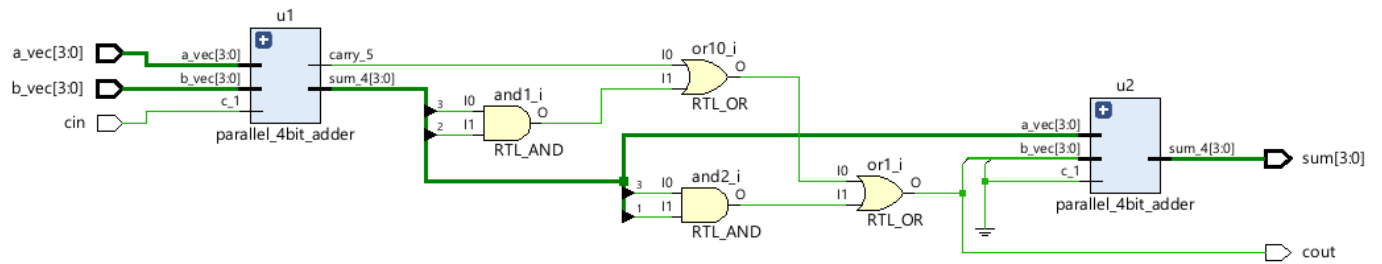 u1
a_vec[3:0]
b_vec[3:0]
cin
a_vec[3:0]
b_vec[3:0]
c_1
carry_5
sum_4[3:0]
parallel_4bit_adder
and1_i
3
2
I0
I1
O
RTL_AND
or10_i
I0
I1
O
RTL_OR
and2_i
3
1
I0
I1
O
RTL_AND
or1_i
I0
I1
O
RTL_OR
u2
a_vec[3:0]
b_vec[3:0]
c_1
sum_4[3:0]
parallel_4bit_adder
sum[3:0]
cout